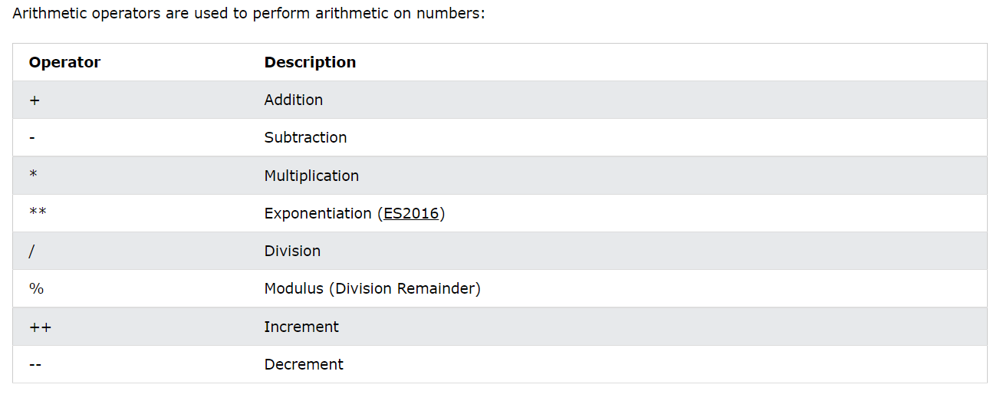 Arithmetic operators are used to perform arithmetic on numbers:
Operator Description
+ Addition
- Subtraction
* Multiplication
** Exponentiation (ES2016)
/ Division
% Modulus (Division Remainder)
++ Increment
-- Decrement